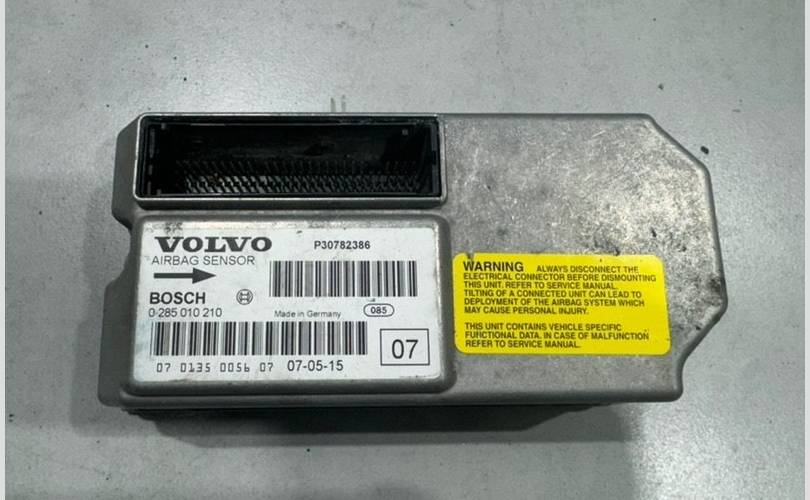 VOLVO
P30782386
AIRBAG SENSOR
BOSCH
0 285 010 210
Made in Germany
085
07
07 0135 0056 07
07-05-15
WARNING ALWAYS DISCONNECT THE
ELECTRICAL CONNECTOR BEFORE DISMOUNTING
THIS UNIT. REFER TO SERVICE MANUAL.
TILTING OF A CONNECTED UNIT CAN LEAD TO
DEPLOYMENT OF THE AIRBAG SYSTEM WHICH
MAY CAUSE PERSONAL INJURY.
THIS UNIT CONTAINS VEHICLE SPECIFIC
FUNCTIONAL DATA. IN CASE OF MALFUNCTION
REFER TO SERVICE MANUAL.